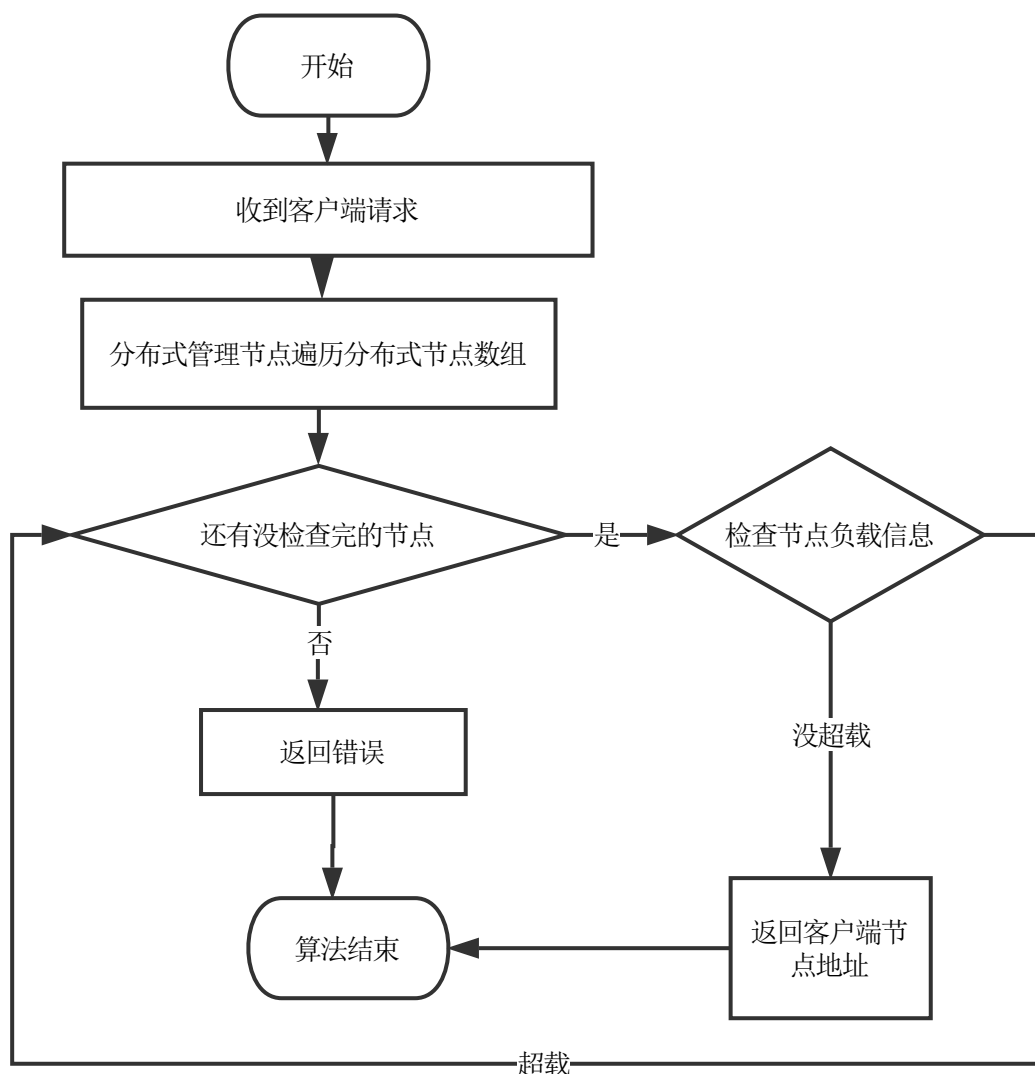 开始
收到客户端请求
分布式管理节点遍历分布式节点数组
还有没检查完的节点
是
检查节点负载信息
否
没超载
返回错误
返回客户端节
点地址
算法结束
超载